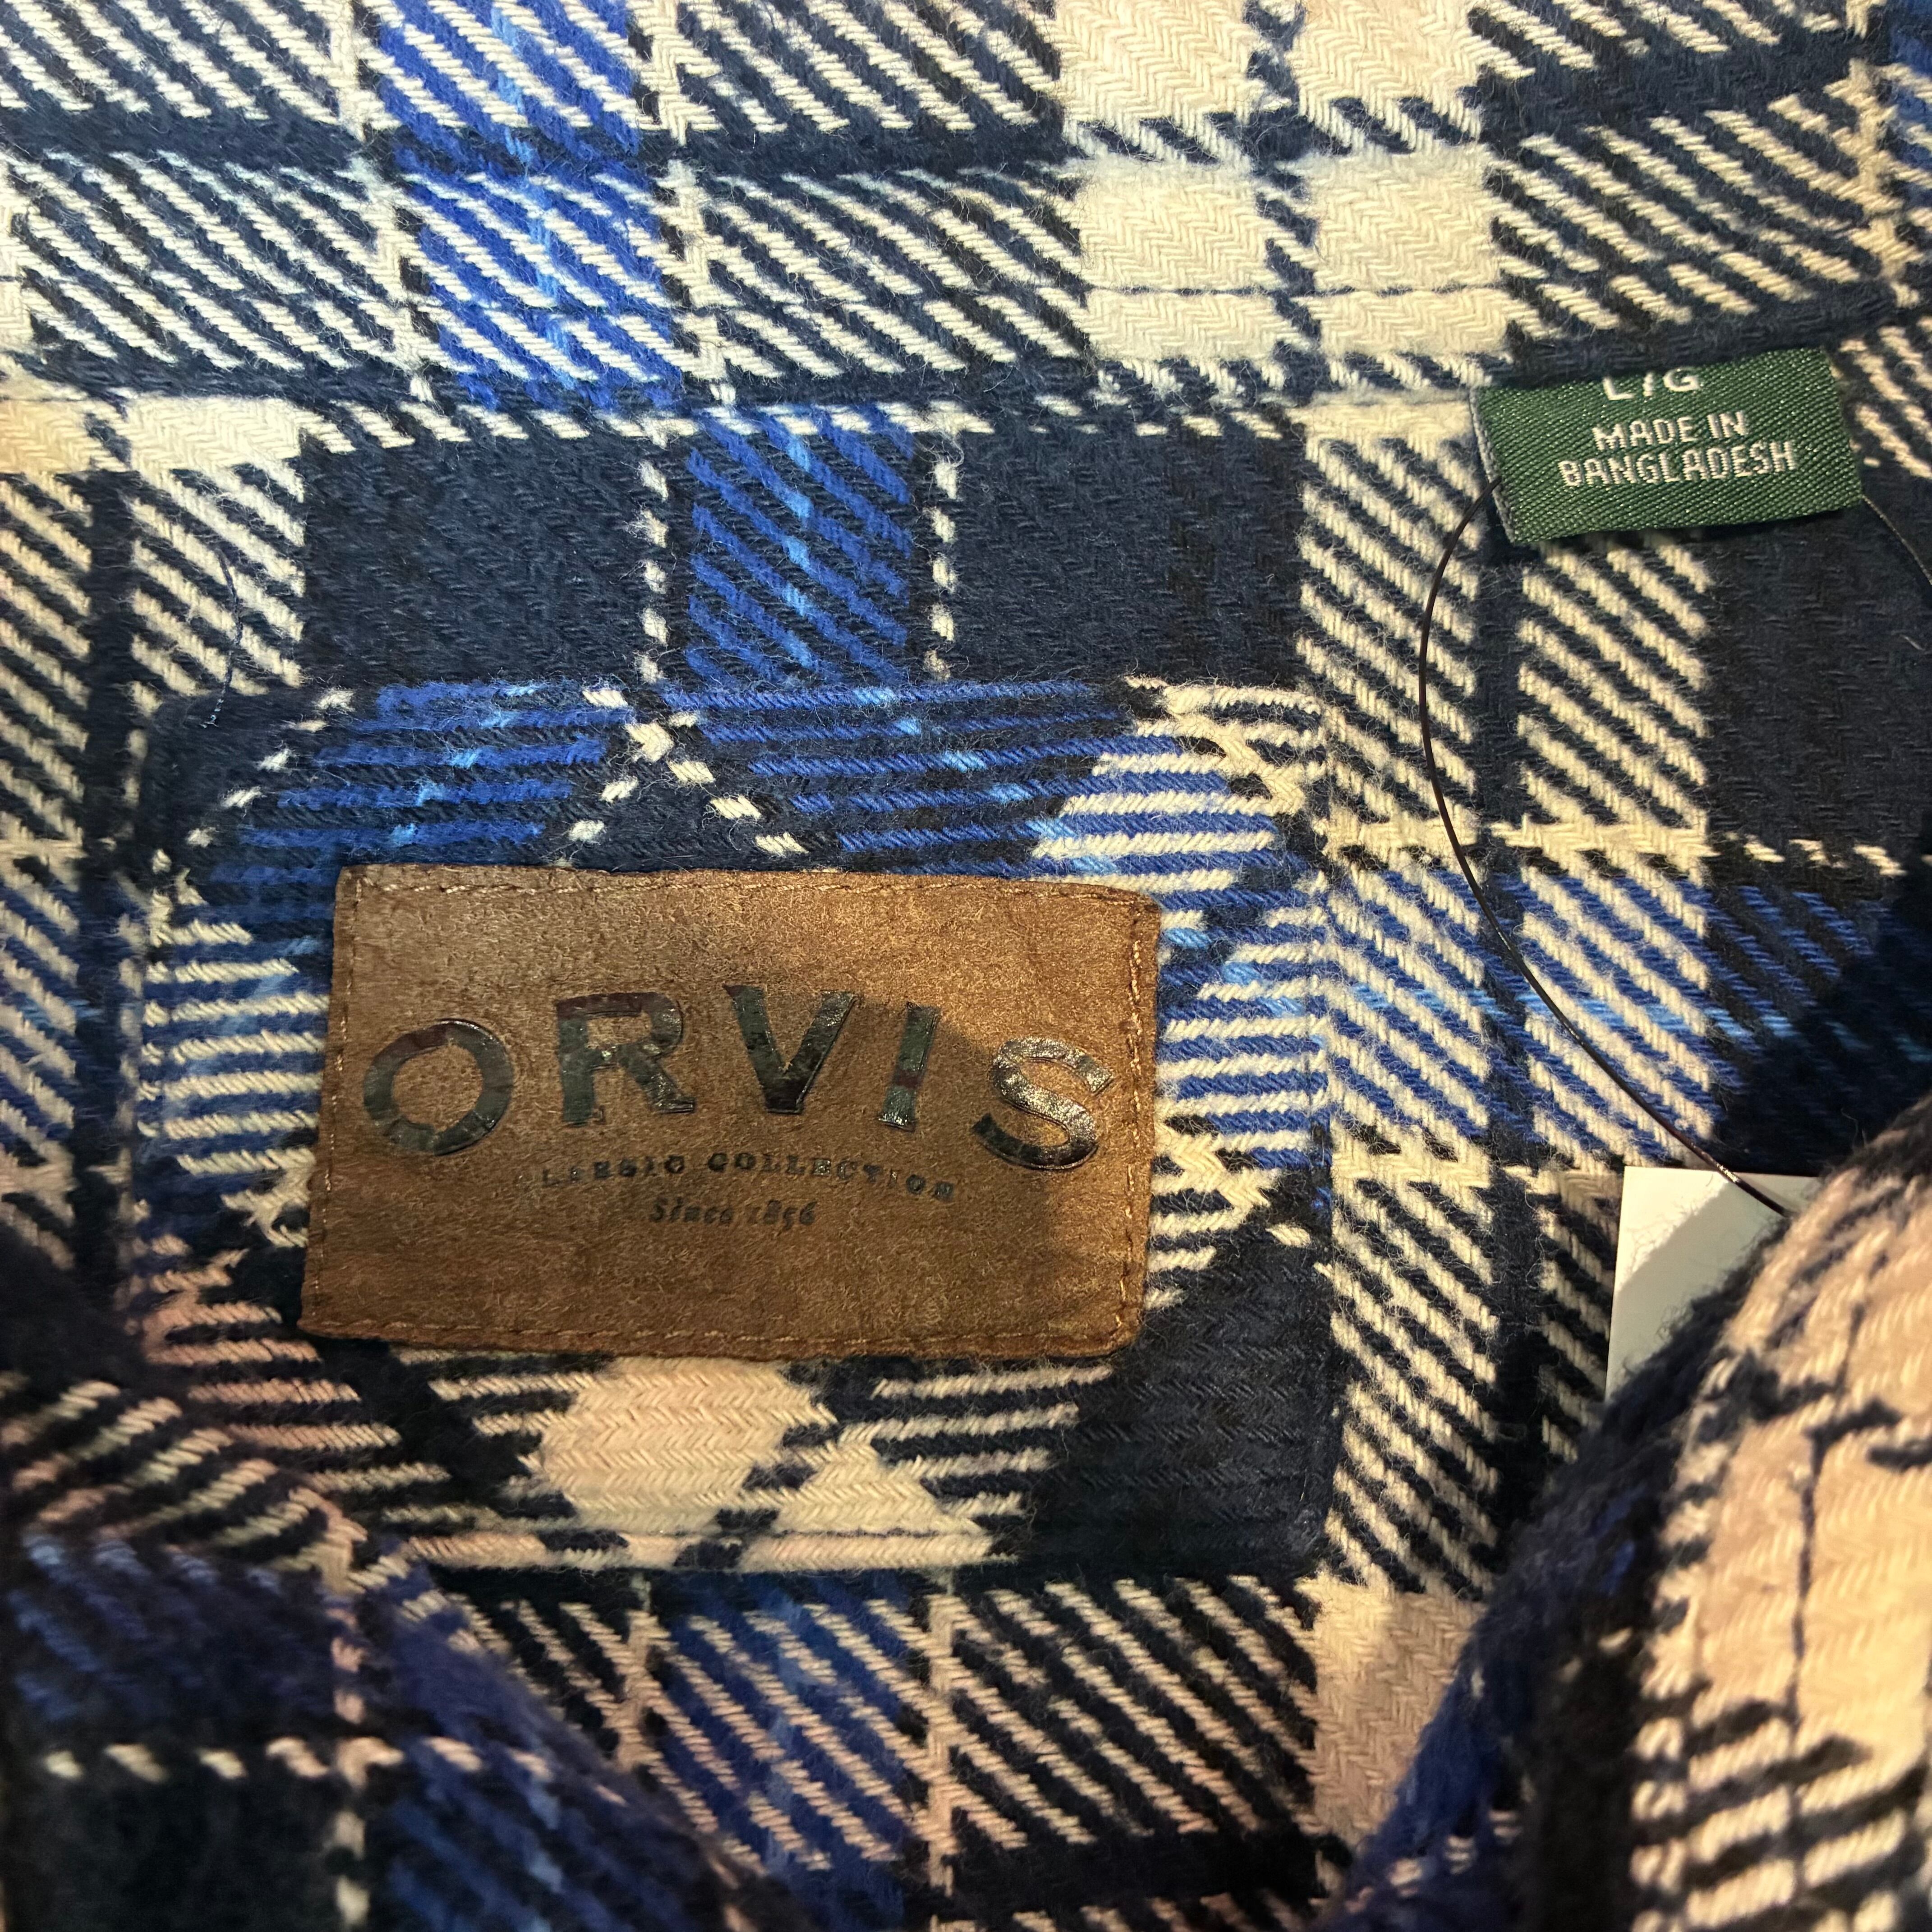 L/G
MADE IN
BANGLADESH
ORVIS
CLASSIC COLLECTION
Since 1856